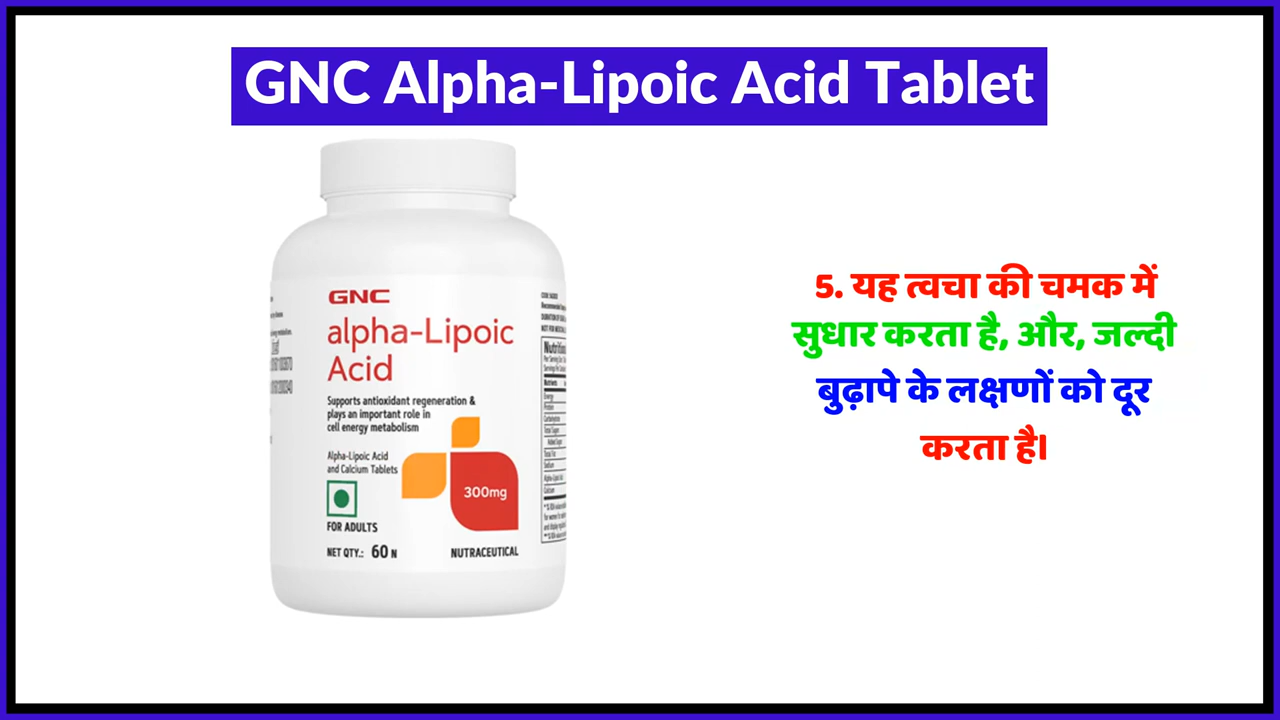 GNC Alpha-Lipoic Acid Tablet
GNC
alpha-Lipoic
Acid
Supports antioxidant regeneration &
plays an important role in
cell energy metabolism
Alpha-Lipoic Acid
and Calcium Tablets
300mg
FOR ADULTS
NET QTY.: 60 N
NUTRACEUTICAL
5. यह त्वचा की चमक में
सुधार करता है, और, जल्दी
बुढ़ापे के लक्षणों को दूर
करता है।